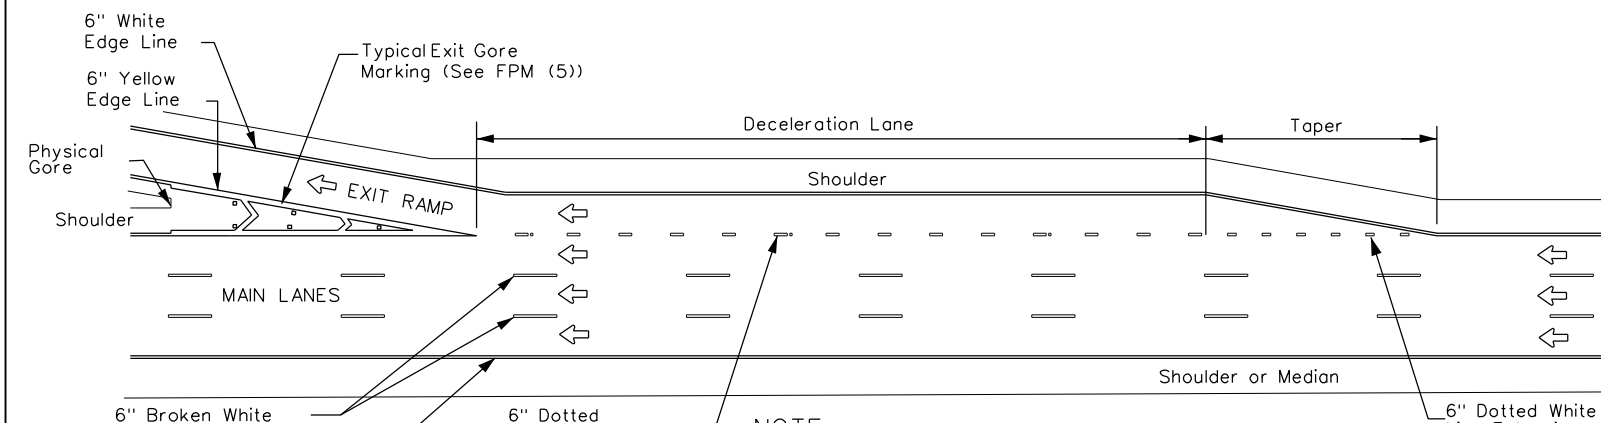 6" White
Edge Line
Typical Exit Gore
Marking (See FPM (5))
6" Yellow
Edge Line
Deceleration Lane
Taper
Physical
Gore
Shoulder
EXIT RAMP
Shoulder
MAIN LANES
Shoulder or Median
6" Broken White
6" Dotted
NOTE
6" Dotted White